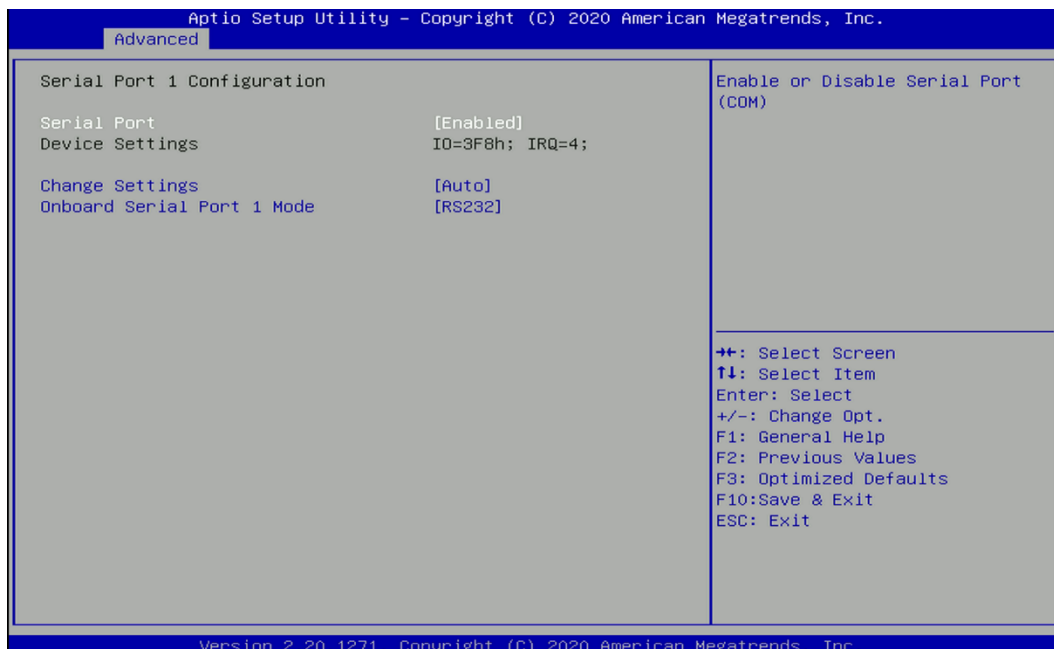 Aptio Setup Utility – Copyright (C) 2020 American Megatrends, Inc.
Advanced
Serial Port 1 Configuration
Serial Port [Enabled]
Device Settings IO=3F8h; IRQ=4;
Change Settings [Auto]
Onboard Serial Port 1 Mode [RS232]
Enable or Disable Serial Port
(COM)
→←: Select Screen
↑↓: Select Item
Enter: Select
+/-: Change Opt.
F1: General Help
F2: Previous Values
F3: Optimized Defaults
F10:Save & Exit
ESC: Exit
Version 2.20.1271. Copyright (C) 2020 American Megatrends, Inc.